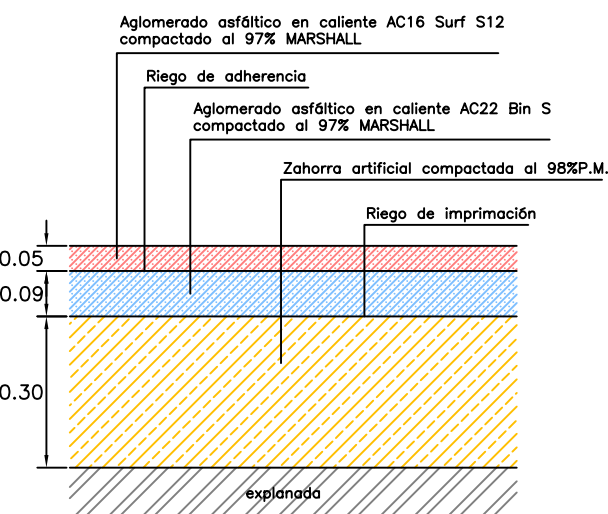 Aglomerado asfáltico en caliente AC16 Surf S12
compactado al 97% MARSHALL
Riego de adherencia
Aglomerado asfáltico en caliente AC22 Bin S
compactado al 97% MARSHALL
Zahorra artificial compactada al 98%P.M.
Riego de imprimación
0.05
0.09
0.30
explanada